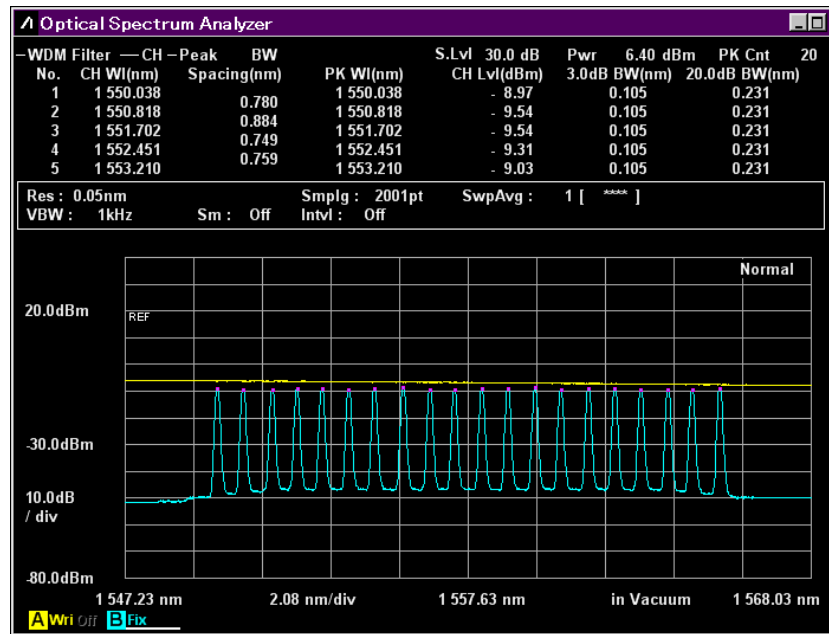 Optical Spectrum Analyzer
WDM Filter — CH – Peak BW S.Lvl 30.0 dB Pwr 6.40 dBm PK Cnt 20
No. CH Wl(nm) Spacing(nm) PK Wl(nm) CH Lvl(dBm) 3.0dB BW(nm) 20.0dB BW(nm)
1 1 550.038 1 550.038 - 8.97 0.105 0.231
0.780
2 1 550.818 1 550.818 - 9.54 0.105 0.231
0.884
3 1 551.702 1 551.702 - 9.54 0.105 0.231
0.749
4 1 552.451 1 552.451 - 9.31 0.105 0.231
0.759
5 1 553.210 1 553.210 - 9.03 0.105 0.231
Res : 0.05nm Smplg : 2001pt SwpAvg : 1 [ **** ]
VBW : 1kHz Sm : Off Intvl : Off
Normal
20.0dBm
REF
-30.0dBm
10.0dB
/ div
-80.0dBm
1 547.23 nm 2.08 nm/div 1 557.63 nm in Vacuum 1 568.03 nm
A Wri Off B Fix